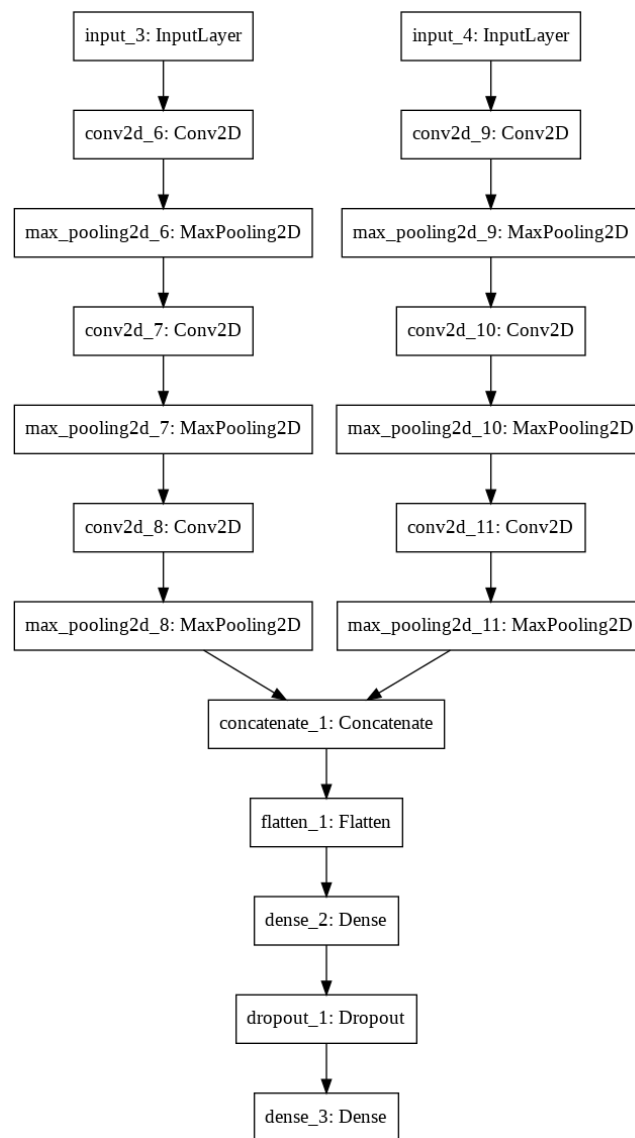 input_3: InputLayer
input_4: InputLayer
conv2d_6: Conv2D
conv2d_9: Conv2D
max_pooling2d_6: MaxPooling2D
max_pooling2d_9: MaxPooling2D
conv2d_7: Conv2D
conv2d_10: Conv2D
max_pooling2d_7: MaxPooling2D
max_pooling2d_10: MaxPooling2D
conv2d_8: Conv2D
conv2d_11: Conv2D
max_pooling2d_8: MaxPooling2D
max_pooling2d_11: MaxPooling2D
concatenate_1: Concatenate
flatten_1: Flatten
dense_2: Dense
dropout_1: Dropout
dense_3: Dense